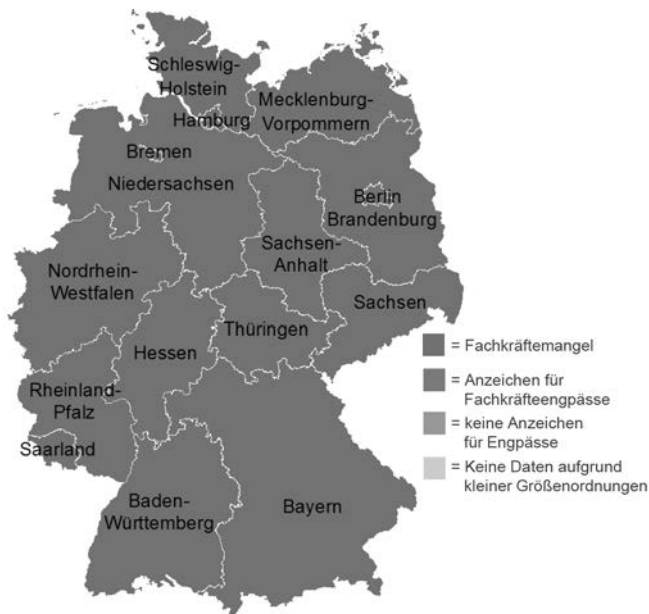 Schleswig-
Holstein
Mecklenburg-
Vorpommern
Hamburg
Bremen
Niedersachsen
Berlin
Brandenburg
Sachsen-
Anhalt
Nordrhein-
Westfalen
Sachsen
Thüringen
Hessen
Rheinland-
Pfalz
Saarland
Baden-
Württemberg
Bayern
= Fachkräftemangel
= Anzeichen für
Fachkräfteengpässe
= keine Anzeichen
für Engpässe
= Keine Daten aufgrund
kleiner Größenordnungen